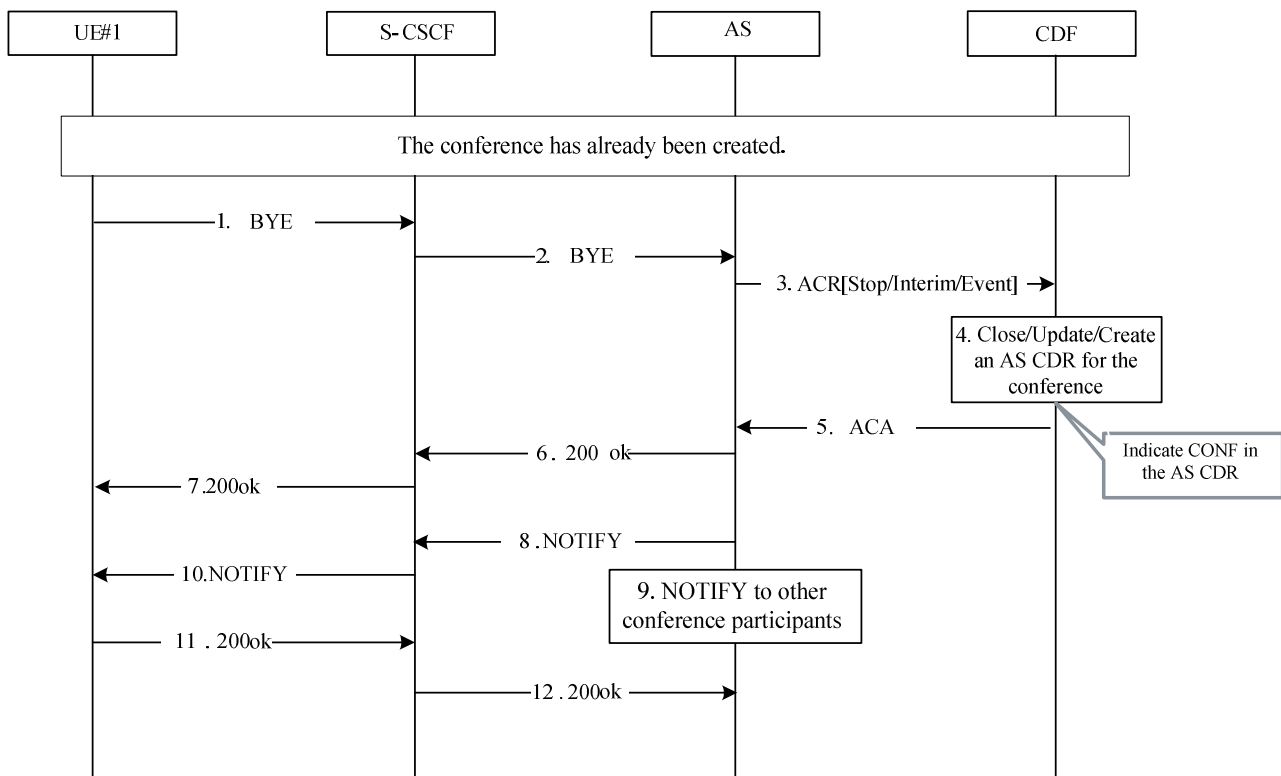 UE#1
S-CSCF
AS
CDF
The conference has already been created.
1. BYE
2. BYE
3. ACR[Stop/Interim/Event]
4. Close/Update/Create
an AS CDR for the
conference
5. ACA
Indicate CONF in
the AS CDR
6. 200 ok
7.200ok
8.NOTIFY
10.NOTIFY
9. NOTIFY to other
conference participants
11 . 200ok
12 . 200ok